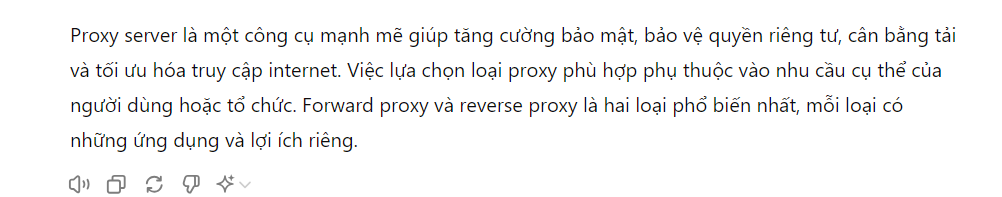 Proxy server là một công cụ mạnh mẽ giúp tăng cường bảo mật, bảo vệ quyền riêng tư, cân bằng tải
và tối ưu hóa truy cập internet. Việc lựa chọn loại proxy phù hợp phụ thuộc vào nhu cầu cụ thể của
người dùng hoặc tổ chức. Forward proxy và reverse proxy là hai loại phổ biến nhất, mỗi loại có
những ứng dụng và lợi ích riêng.